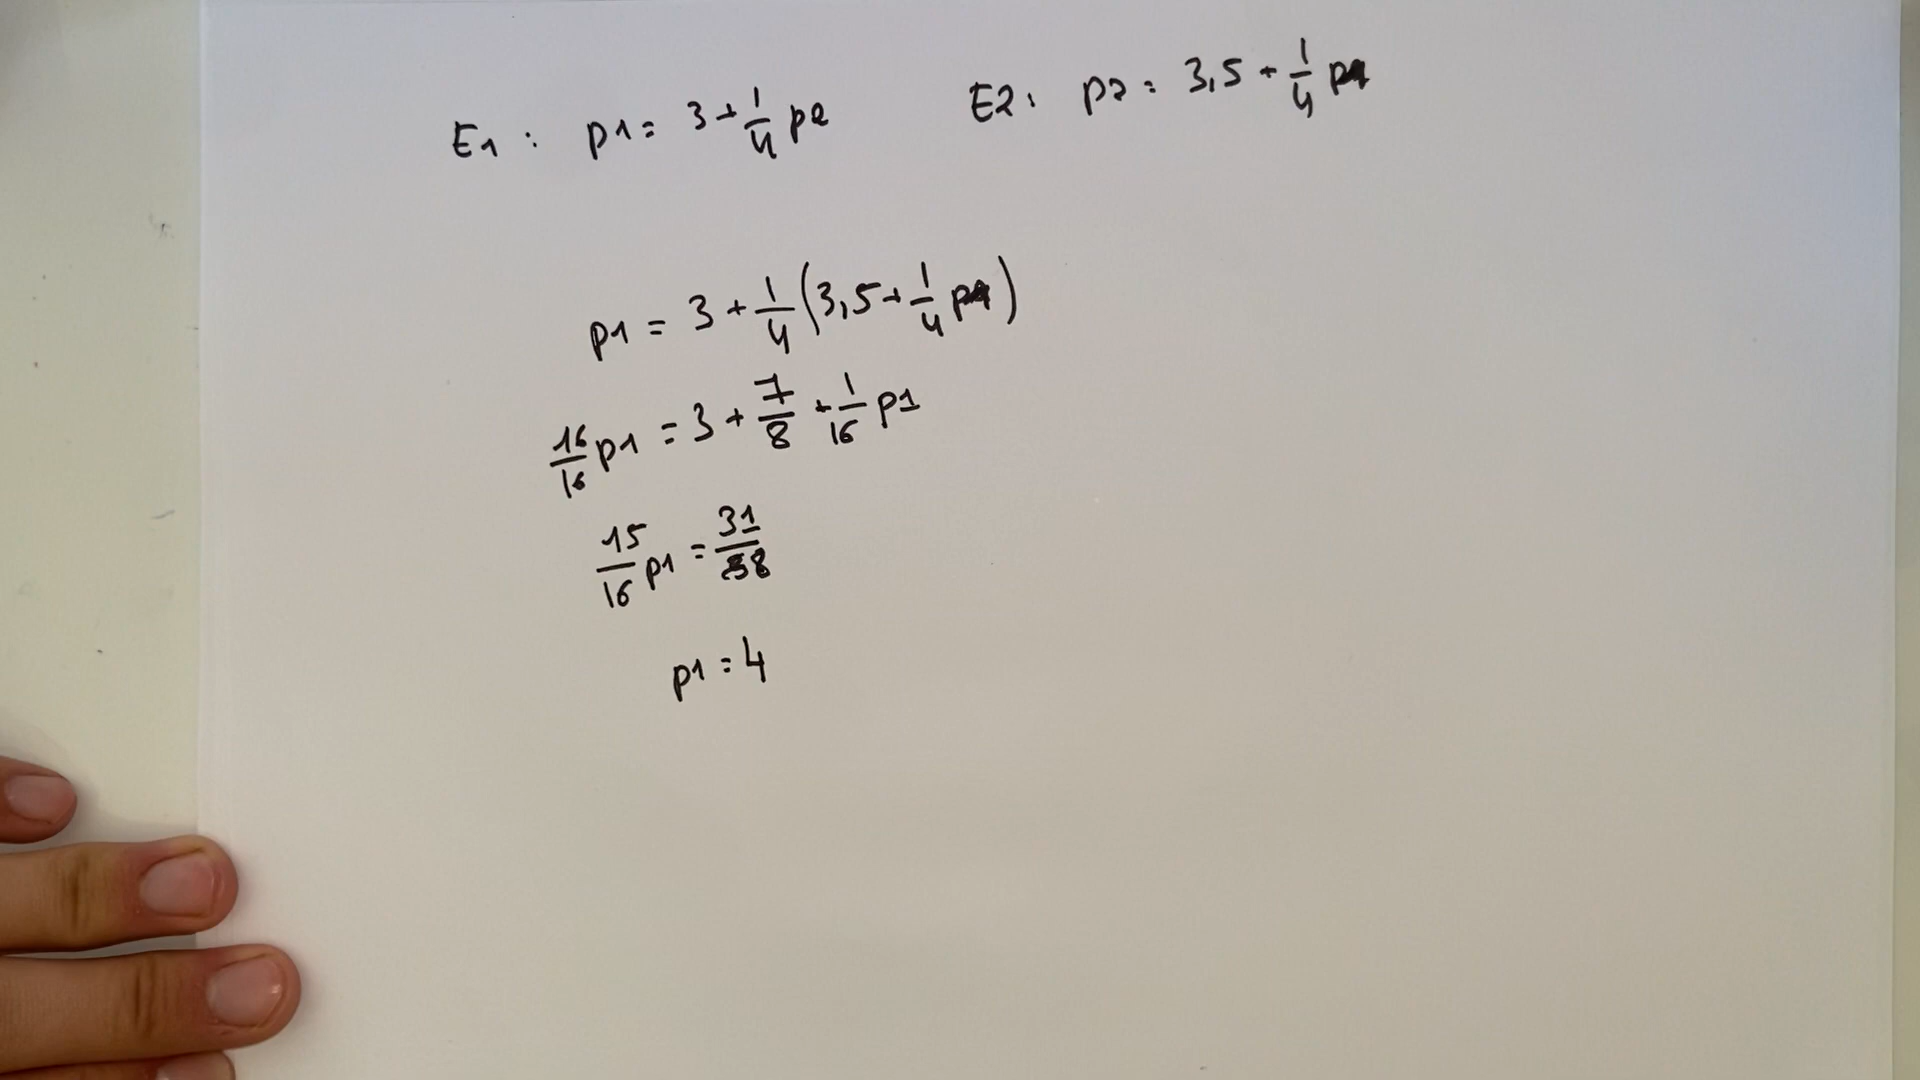 E1 : p1 = 3 + 1/4 p2 E2 : p2 = 3,5 + 1/4 p1
p1 = 3 + 1/4 (3,5 + 1/4 p1)
16/16 p1 = 3 + 7/8 + 1/16 p1
15/16 p1 = 31/8
p1 = 4